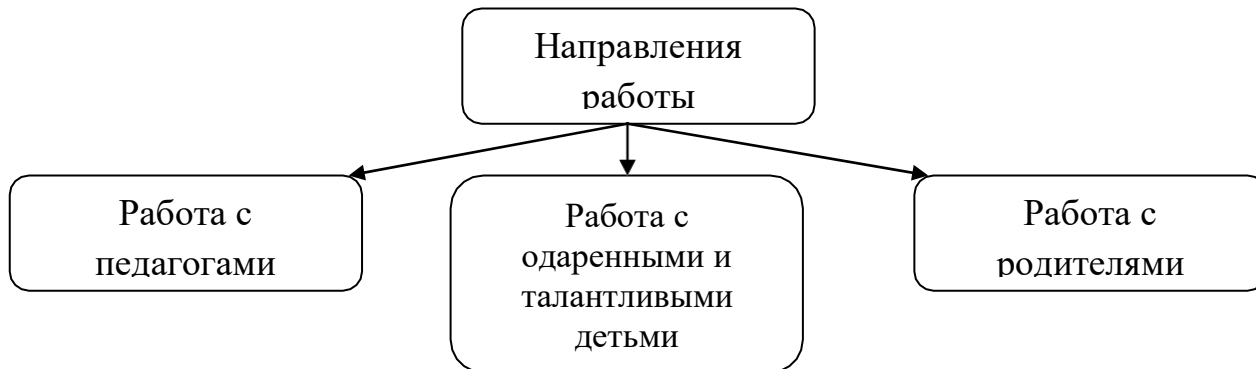 Направления
работы
Работа с
педагогами
Работа с
одаренными и
талантливыми
детьми
Работа с
родителями